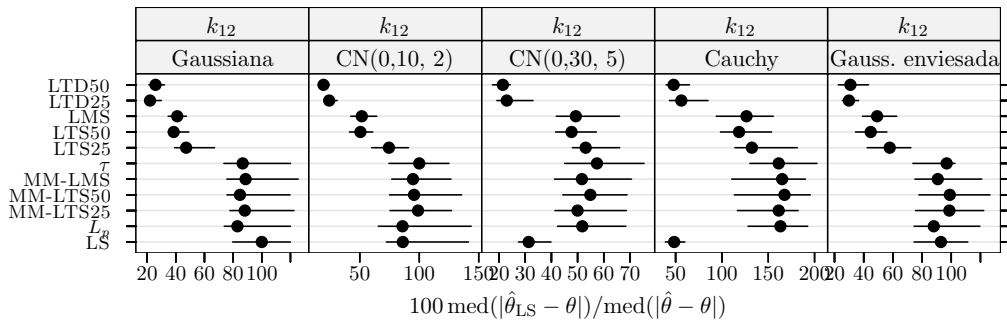 k₁₂ k₁₂ k₁₂ k₁₂ k₁₂
Gaussiana CN(0,10, 2) CN(0,30, 5) Cauchy Gauss. enviesada
LTD50
LTD25
LMS
LTS50
LTS25
τ
MM-LMS
MM-LTS50
MM-LTS25
Lₚ
LS
20 40 60 80 100 50 100 150 20 30 40 50 60 70 50 100 150 200 20 40 60 80 100
100 med(|θ̂_LS − θ|)/med(|θ̂ − θ|)